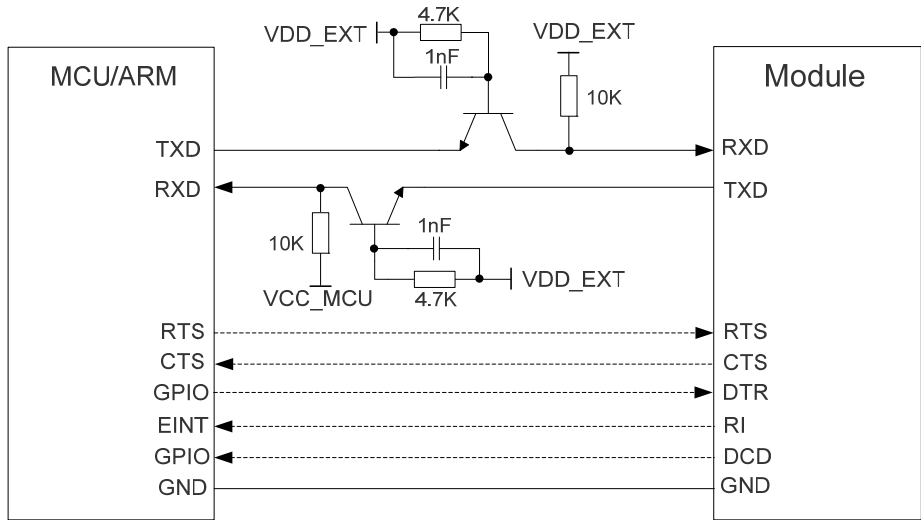 4.7K
VDD_EXT
VDD_EXT
1nF
MCU/ARM
Module
10K
TXD
RXD
RXD
TXD
1nF
10K
VDD_EXT
VCC_MCU
4.7K
RTS
RTS
CTS
CTS
GPIO
DTR
EINT
RI
GPIO
DCD
GND
GND